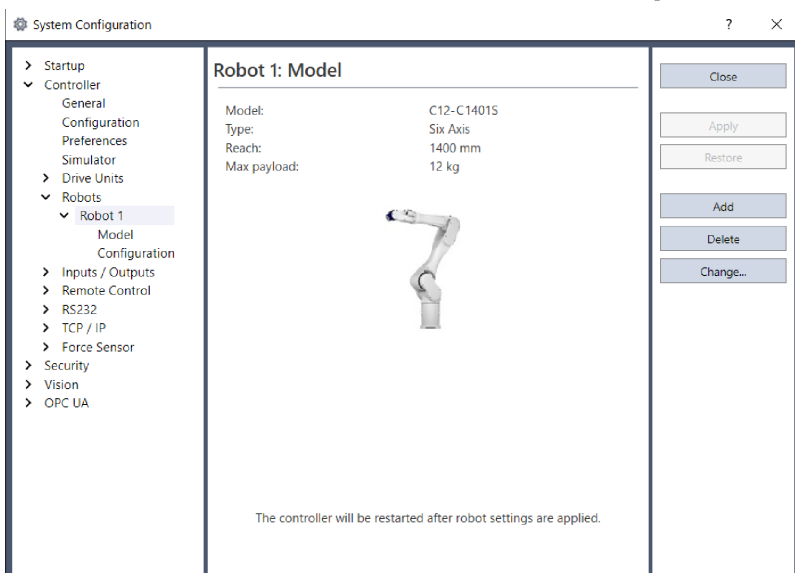 System Configuration
?
Startup
Controller
General
Configuration
Preferences
Simulator
Drive Units
Robots
Robot 1
Model
Configuration
Inputs / Outputs
Remote Control
RS232
TCP / IP
Force Sensor
Security
Vision
OPC UA
Robot 1: Model
Model: C12-C1401S
Type: Six Axis
Reach: 1400 mm
Max payload: 12 kg
The controller will be restarted after robot settings are applied.
Close
Apply
Restore
Add
Delete
Change...